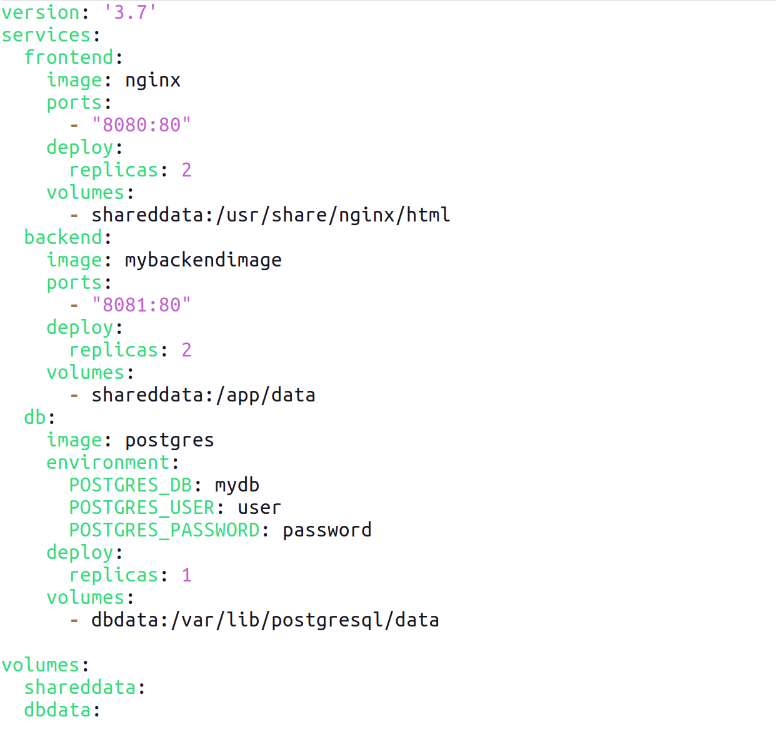 version: '3.7'
services:
  frontend:
    image: nginx
    ports:
      - "8080:80"
    deploy:
      replicas: 2
    volumes:
      - shareddata:/usr/share/nginx/html
  backend:
    image: mybackendimage
    ports:
      - "8081:80"
    deploy:
      replicas: 2
    volumes:
      - shareddata:/app/data
  db:
    image: postgres
    environment:
      POSTGRES_DB: mydb
      POSTGRES_USER: user
      POSTGRES_PASSWORD: password
    deploy:
      replicas: 1
    volumes:
      - dbdata:/var/lib/postgresql/data

volumes:
  shareddata:
  dbdata: